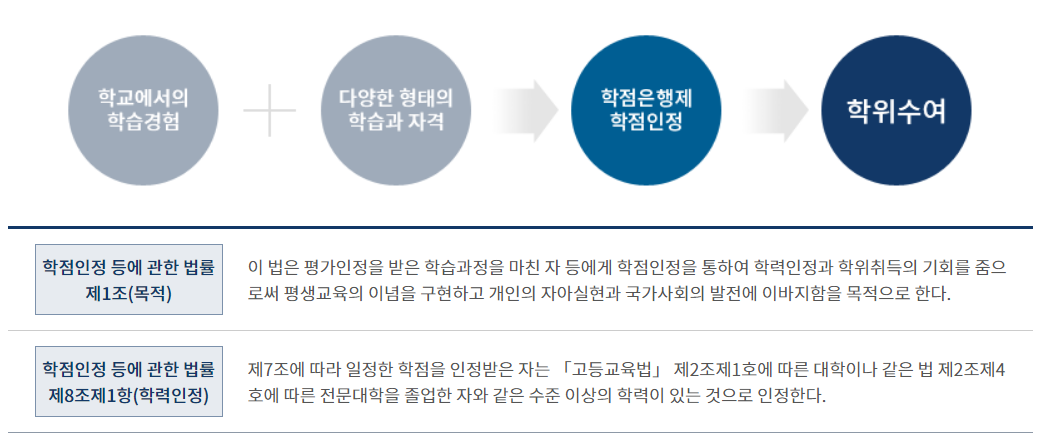 학교에서의
학습경험
다양한 형태의
학습과 자격
학점은행제
학점인정
학위수여
학점인정 등에 관한 법률
제1조(목적)
이 법은 평가인정을 받은 학습과정을 마친 자 등에게 학점인정을 통하여 학력인정과 학위취득의 기회를 줌으
로써 평생교육의 이념을 구현하고 개인의 자아실현과 국가사회의 발전에 이바지함을 목적으로 한다.
학점인정 등에 관한 법률
제8조제1항(학력인정)
제7조에 따라 일정한 학점을 인정받은 자는 「고등교육법」 제2조제1호에 따른 대학이나 같은 법 제2조제4
호에 따른 전문대학을 졸업한 자와 같은 수준 이상의 학력이 있는 것으로 인정한다.